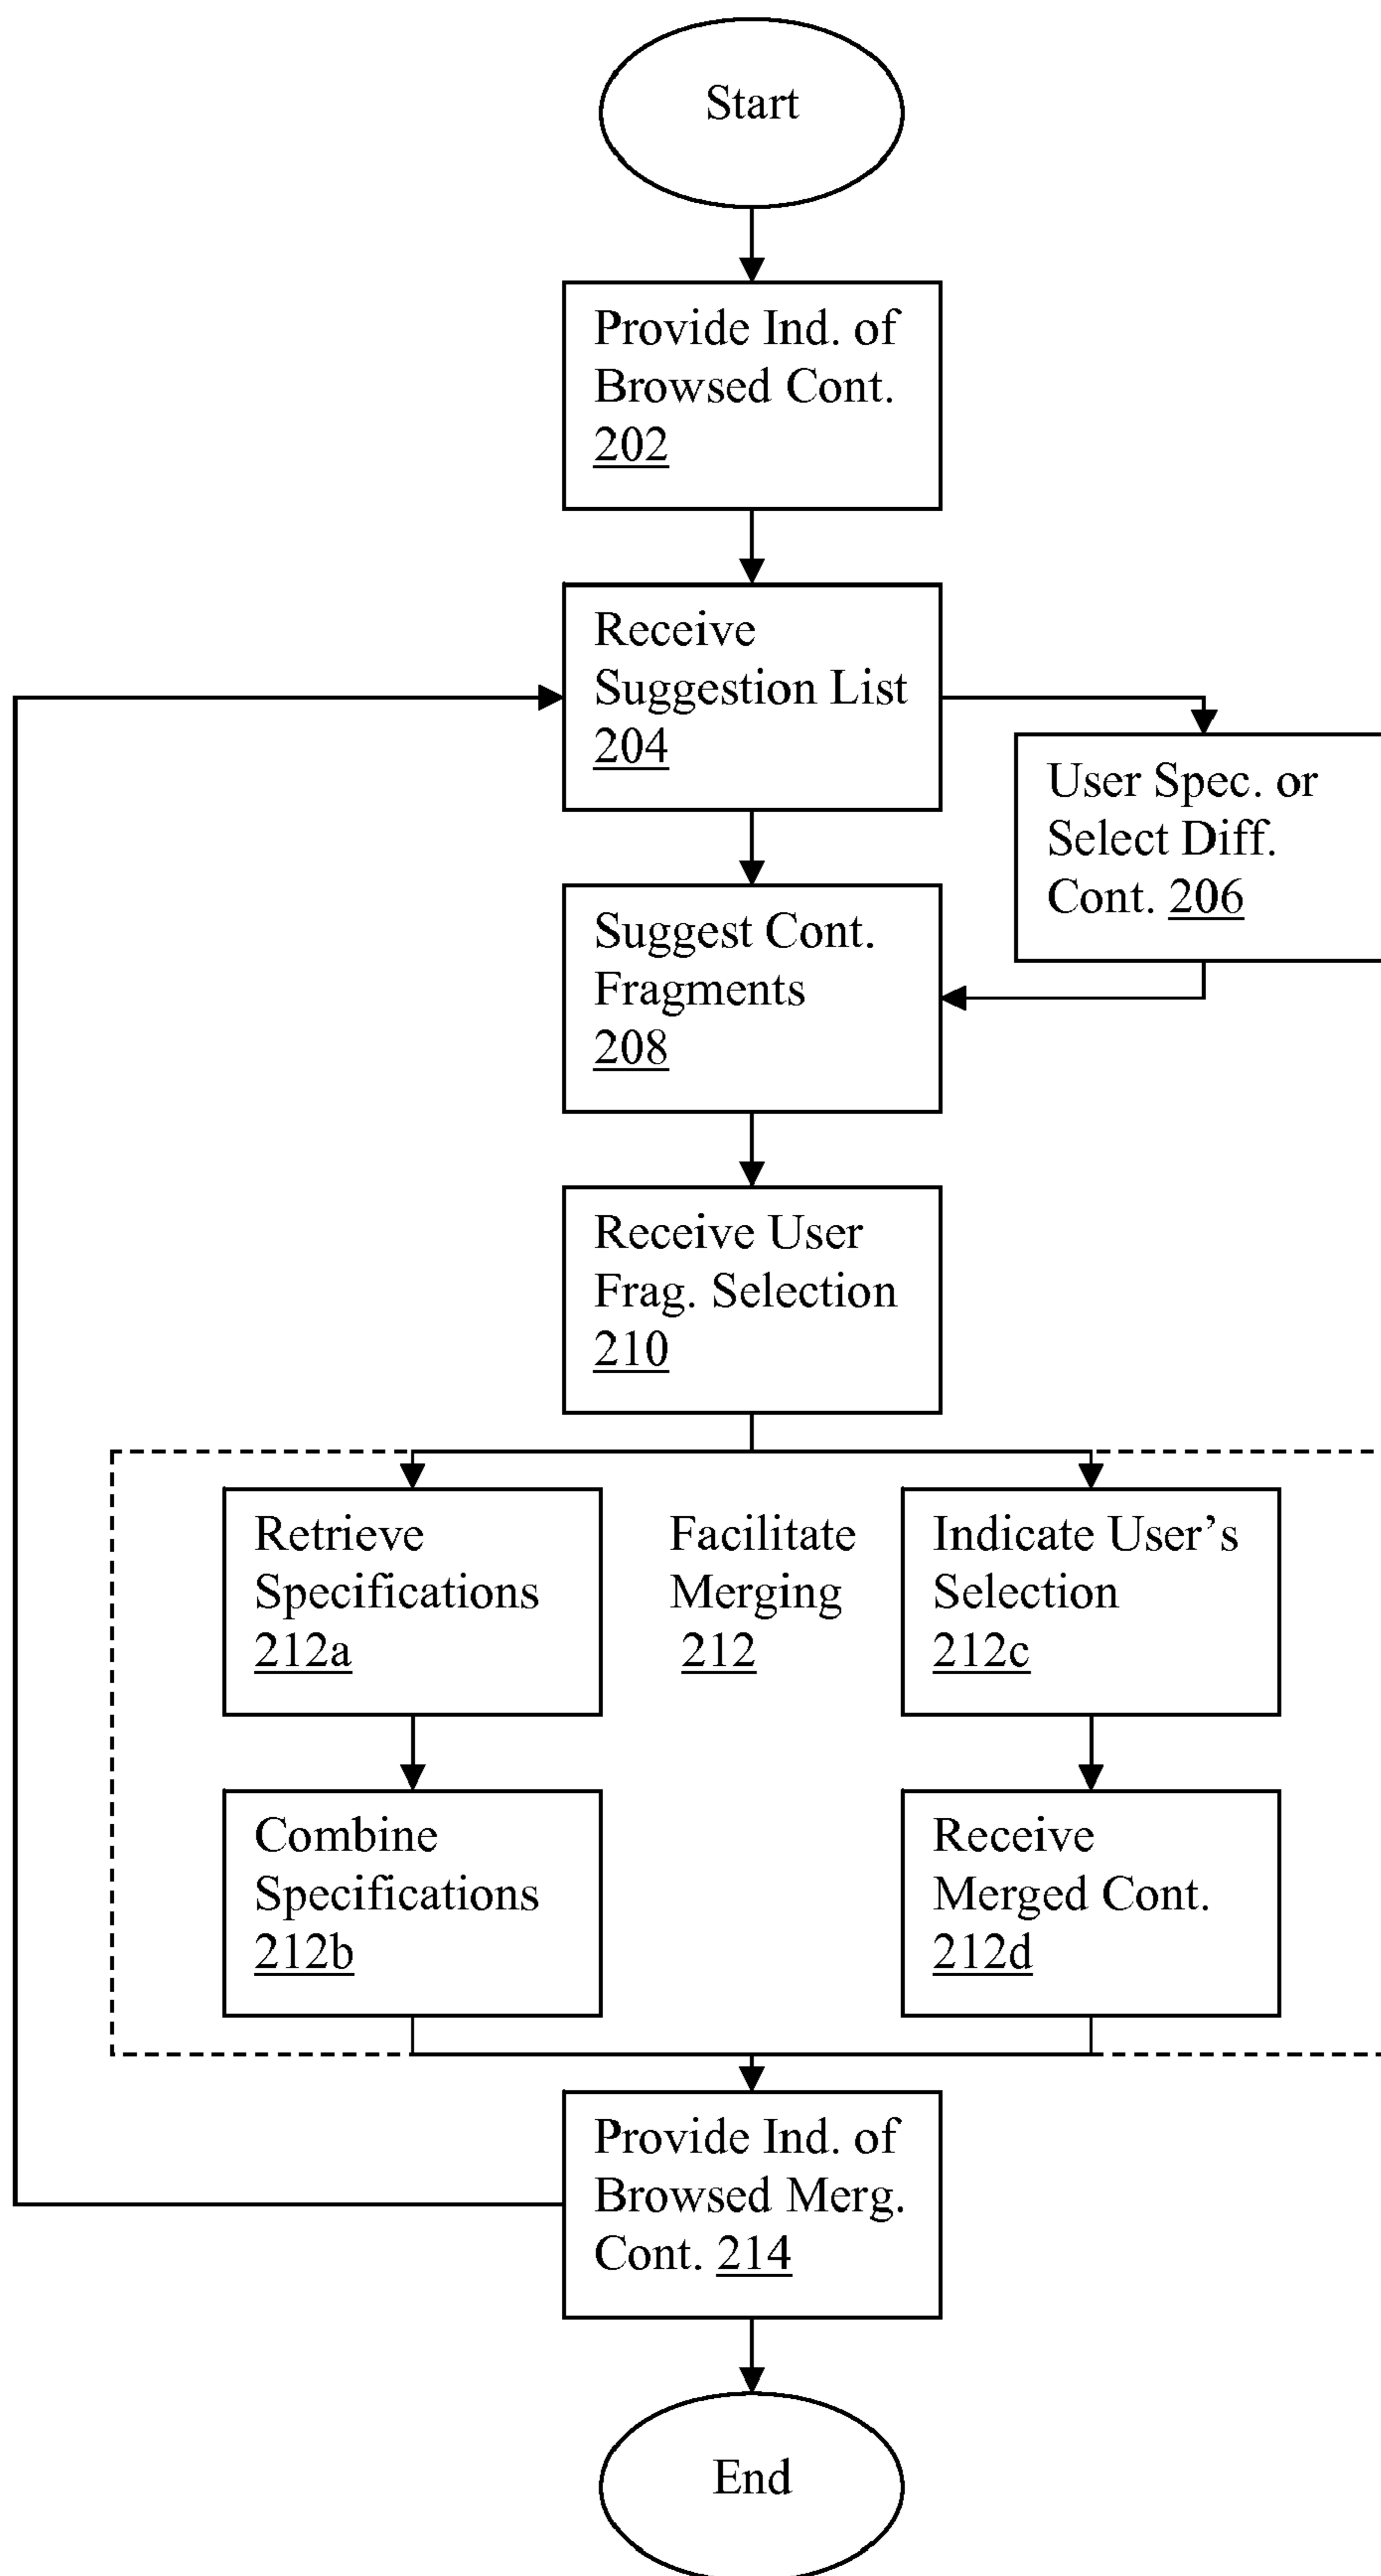 Start
Provide Ind. of
Browsed Cont.
202
Receive
Suggestion List
204
User Spec. or
Select Diff.
Cont. 206
Suggest Cont.
Fragments
208
Receive User
Frag. Selection
210
Retrieve
Specifications
212a
Facilitate
Merging
212
Indicate User’s
Selection
212c
Combine
Specifications
212b
Receive
Merged Cont.
212d
Provide Ind. of
Browsed Merg.
Cont. 214
End